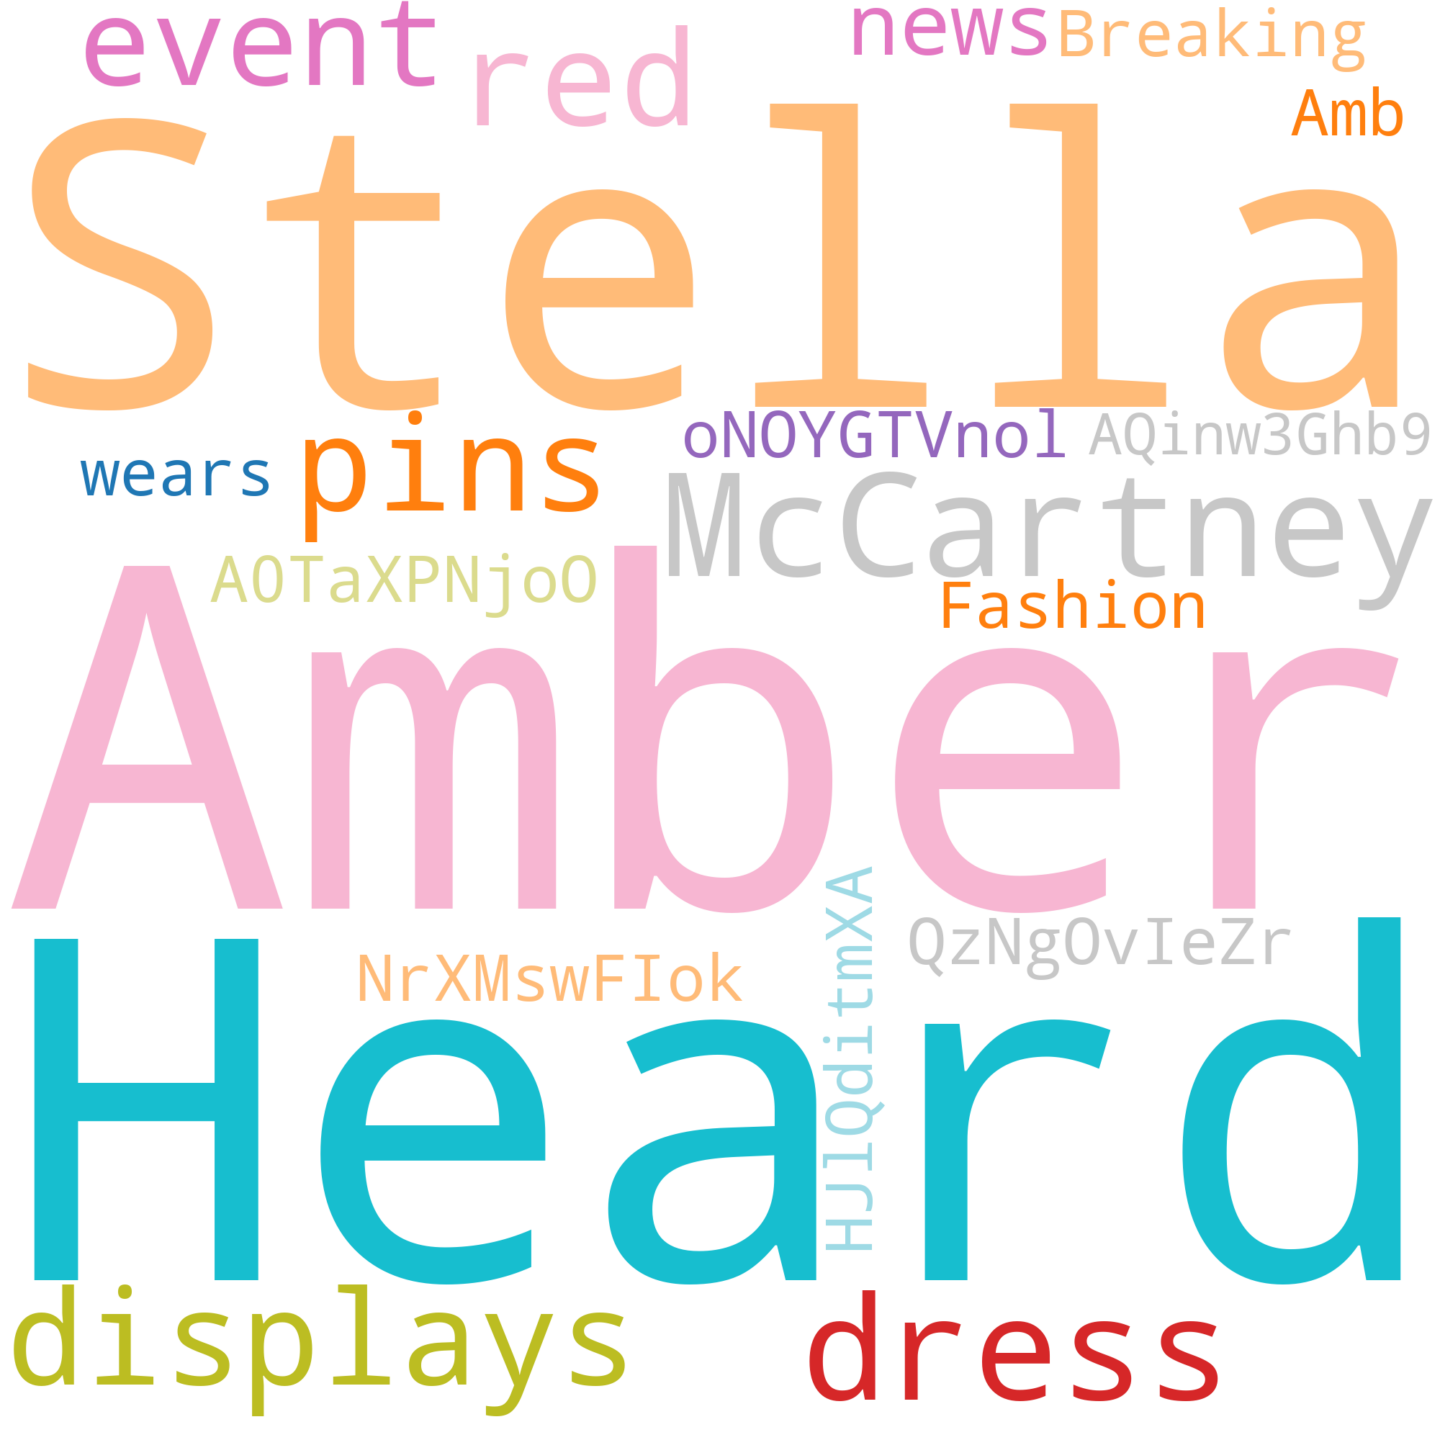 event
red
news
Breaking
Amb
Stella
wears
pins
oNOYGTVnol
AQinw3Ghb9
McCartney
AOTaXPNjoO
Fashion
Amber
NrXMswFIok
HJlQditmXA
QzNgOvIeZr
Heard
displays
dress